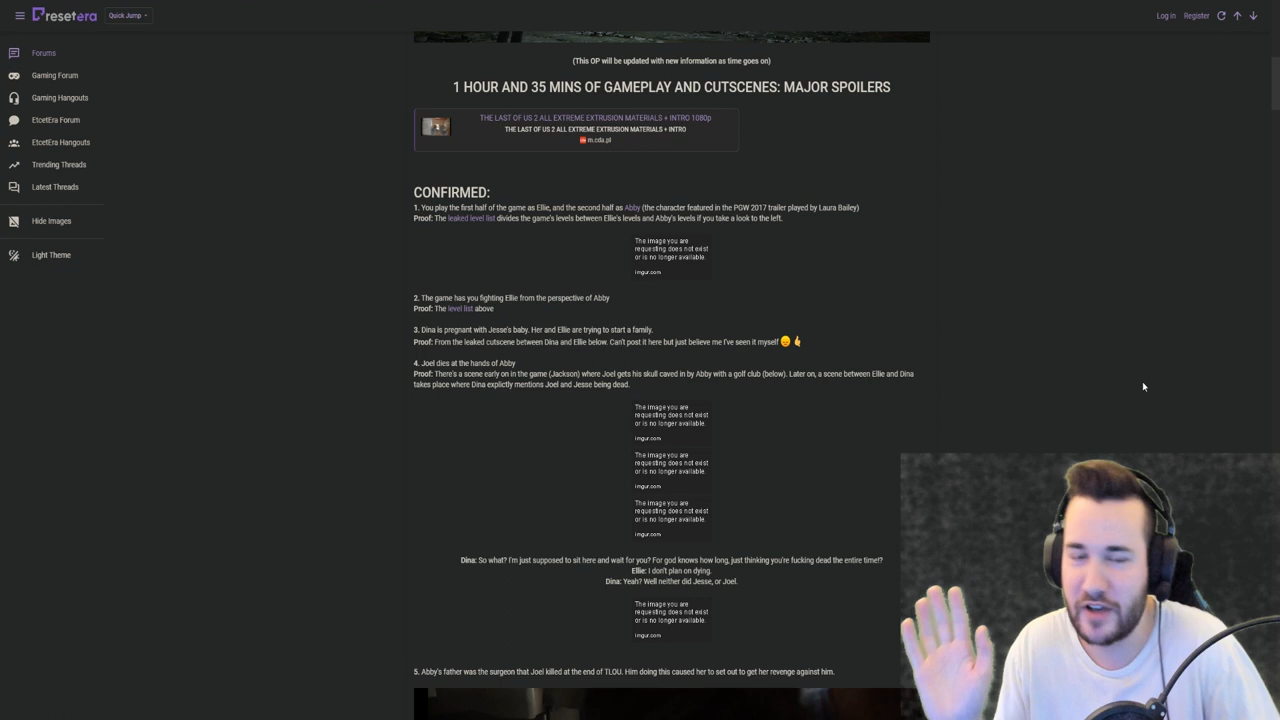 resetera
Quick Jump
Log in
Register
Forums
Gaming Forum
Gaming Hangouts
EtcetEra Forum
EtcetEra Hangouts
Trending Threads
Latest Threads
Hide Images
Light Theme
(This OP will be updated with new information as time goes on)
1 HOUR AND 35 MINS OF GAMEPLAY AND CUTSCENES: MAJOR SPOILERS
THE LAST OF US 2 ALL EXTREME EXTRUSION MATERIALS + INTRO 1080p
THE LAST OF US 2 ALL EXTREME EXTRUSION MATERIALS + INTRO
m.cda.pl
CONFIRMED:
1. You play the first half of the game as Ellie, and the second half as Abby (the character featured in the PGW 2017 trailer played by Laura Bailey)
Proof: The leaked level list divides the game's levels between Ellie's levels and Abby's levels if you take a look to the left.
The image you are
requesting does not exist
or is no longer available.
imgur.com
2. The game has you fighting Ellie from the perspective of Abby
Proof: The level list above
3. Dina is pregnant with Jesse's baby. Her and Ellie are trying to start a family.
Proof: From the leaked cutscene between Dina and Ellie below. Can't post it here but just believe me I've seen it myself
4. Joel dies at the hands of Abby
Proof: There's a scene early on in the game (Jackson) where Joel gets his skull caved in by Abby with a golf club (below). Later on, a scene between Ellie and Dina
takes place where Dina explictly mentions Joel and Jesse being dead.
The image you are
requesting does not exist
or is no longer available.
imgur.com
The image you are
requesting does not exist
or is no longer available.
imgur.com
The image you are
requesting does not exist
or is no longer available.
imgur.com
Dina: So what? I'm just supposed to sit here and wait for you? For god knows how long, just thinking you're fucking dead the entire time!?
Ellie: I don't plan on dying.
Dina: Yeah? Well neither did Jesse, or Joel.
The image you are
requesting does not exist
or is no longer available.
imgur.com
5. Abby's father was the surgeon that Joel killed at the end of TLOU. Him doing this caused her to set out to get her revenge against him.